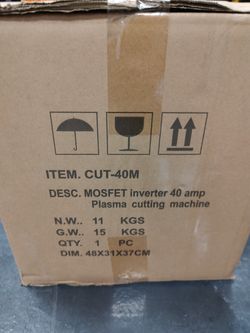 ITEM. CUT-40M
DESC. MOSFET inverter 40 amp
Plasma cutting machine
N.W.. 11 KGS
G.W.. 15 KGS
QTY. 1 PC
DIM. 48X31X37CM